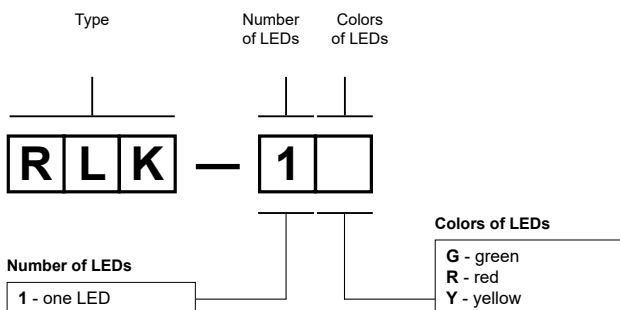 Type
Number
of LEDs
Colors
of LEDs
R L K — 1
Colors of LEDs
G - green
R - red
Y - yellow
Number of LEDs
1 - one LED